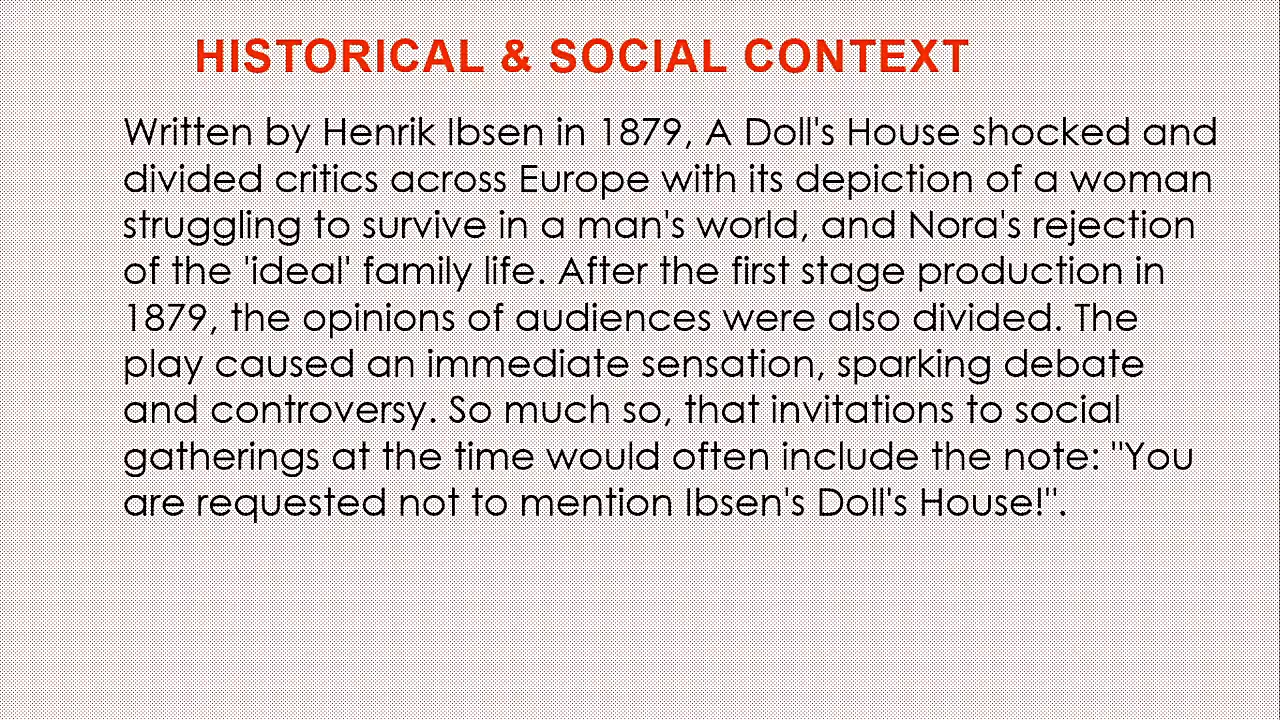 HISTORICAL & SOCIAL CONTEXT
Written by Henrik Ibsen in 1879, A Doll's House shocked and
divided critics across Europe with its depiction of a woman
struggling to survive in a man's world, and Nora's rejection
of the 'ideal' family life. After the first stage production in
1879, the opinions of audiences were also divided. The
play caused an immediate sensation, sparking debate
and controversy. So much so, that invitations to social
gatherings at the time would often include the note: "You
are requested not to mention Ibsen's Doll's House!".